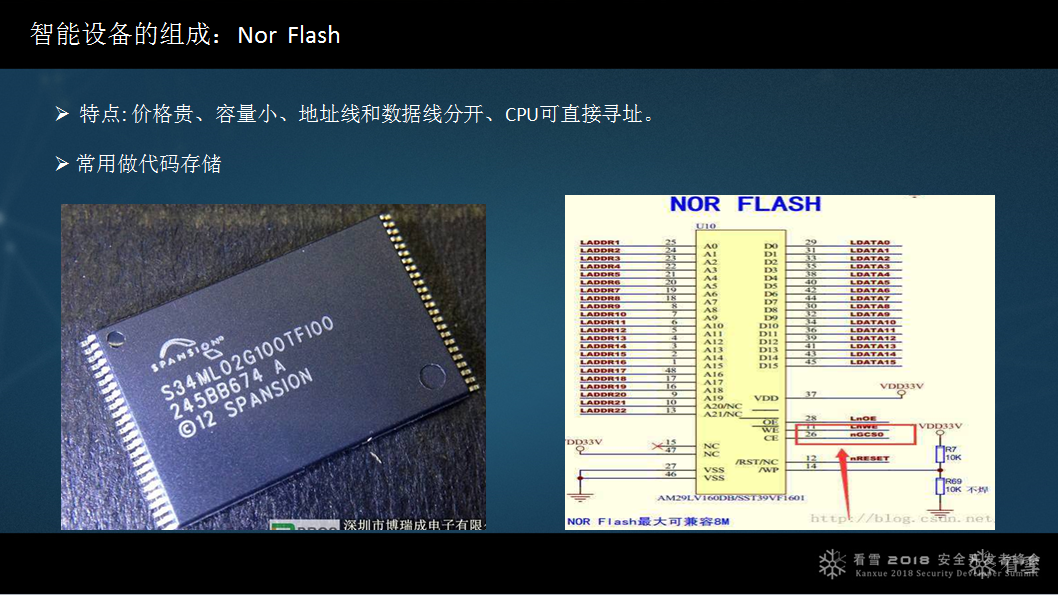 智能设备的组成：Nor Flash
➢ 特点: 价格贵、容量小、地址线和数据线分开、CPU可直接寻址。
➢ 常用做代码存储
SPANSION
S34ML02G100TFI00
245BB674 A
©12 SPANSION
深圳市博瑞成电子有限
NOR FLASH
U10
LADDR1 25 A0 D0 29 LDATA0
LADDR2 24 A1 D1 31 LDATA1
LADDR3 23 A2 D2 33 LDATA2
LADDR4 22 A3 D3 35 LDATA3
LADDR5 21 A4 D4 38 LDATA4
LADDR6 20 A5 D5 40 LDATA5
LADDR7 19 A6 D6 42 LDATA6
LADDR8 18 A7 D7 44 LDATA7
LADDR9 8 A8 D8 30 LDATA8
LADDR10 7 A9 D9 32 LDATA9
LADDR11 6 A10 D10 34 LDATA10
LADDR12 5 A11 D11 36 LDATA11
LADDR13 4 A12 D12 39 LDATA12
LADDR14 3 A13 D13 41 LDATA13
LADDR15 2 A14 D14 43 LDATA14
LADDR16 1 A15 D15 45 LDATA15
LADDR17 48 A16
LADDR18 17 A17
LADDR19 16 A18
LADDR20 9 A19 VDD 37 VDD33V
LADDR21 10 A20/NC
LADDR22 13 A21/NC
OE 28 LnOE
WE 11 LnWE
CE 26 nGCS0
VDD33V
DD33V
15 NC
47 NC
/RST/NC 12 nRESET
/WP 14
27 VSS
46 VSS
R7
10K
R69
10K 不焊
AM29LV160DB/SST39VF1601
NOR Flash最大可兼容8M
http://blog.csdn.net
看雪 2018 安全开发者峰会
Kanxue 2018 Security Developer Summit
看雪